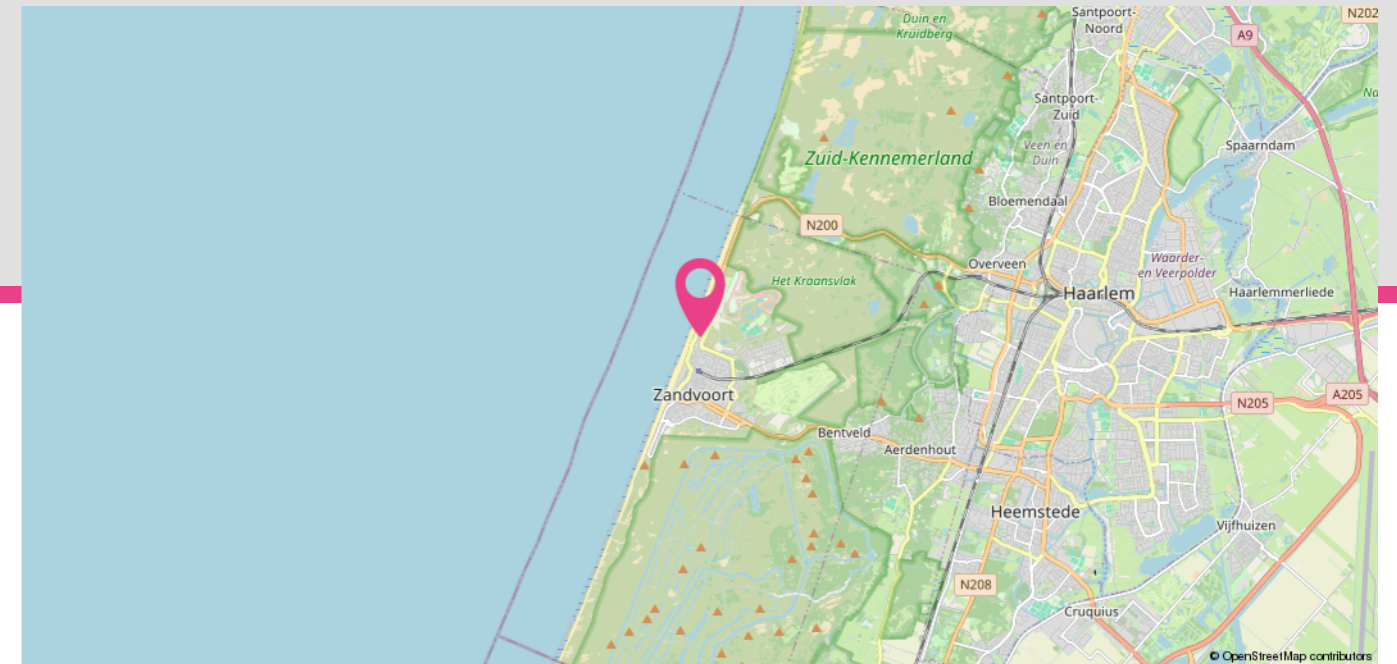 Duin en
Kruidberg
Santpoort-
Noord
N202
A9
Santpoort-
Zuid
Veen en
Duin
Spaarndam
Zuid-Kennemerland
Bloemendaal
N200
Overveen
Waarder-
en Veerpolder
Het Kraansvlak
Haarlem
Haarlemmerliede
Zandvoort
N205
A205
Bentveld
Aerdenhout
Heemstede
Vijfhuizen
N208
Cruquius
© OpenStreetMap contributors